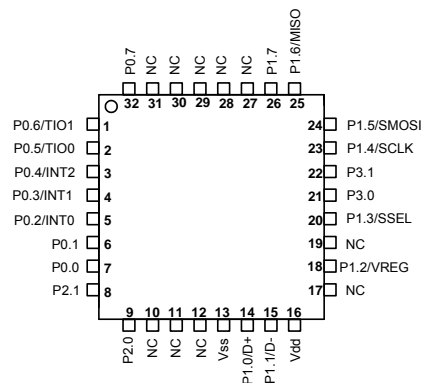 P0.7
NC
NC
NC
NC
NC
P1.7
P1.6/MISO
32 31 30 29 28 27 26 25
P0.6/TIO1 1
P0.5/TIO0 2
P0.4/INT2 3
P0.3/INT1 4
P0.2/INT0 5
P0.1 6
P0.0 7
P2.1 8
24 P1.5/SMOSI
23 P1.4/SCLK
22 P3.1
21 P3.0
20 P1.3/SSEL
19 NC
18 P1.2/VREG
17 NC
9 10 11 12 13 14 15 16
P2.0
NC
NC
NC
Vss
P1.0/D+
P1.1/D-
Vdd